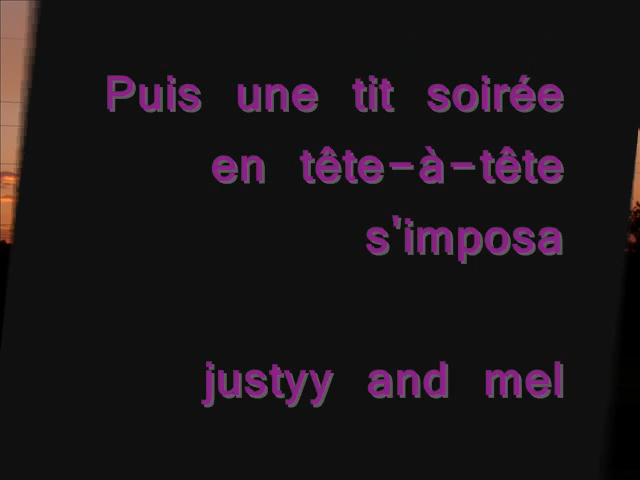 Puis une tit soirée
en tête-à-tête
s'imposa
justyy and mel